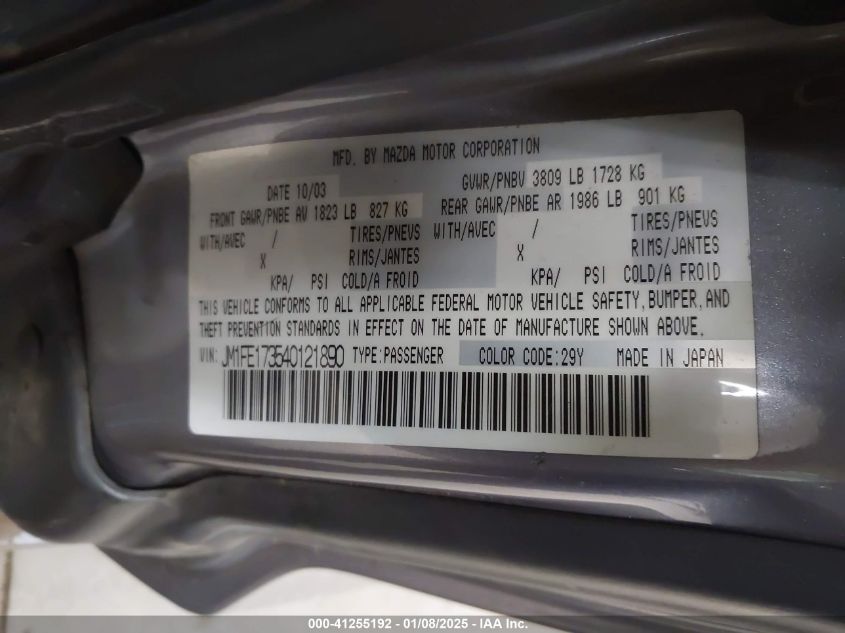 MFD. BY MAZDA MOTOR CORPORATION
DATE 10/03 GVWR/PNBV 3809 LB 1728 KG
FRONT GAWR/PNBE AV 1823 LB 827 KG REAR GAWR/PNBE AR 1986 LB 901 KG
WITH/AVEC / TIRES/PNEVS WITH/AVEC / TIRES/PNEVS
X RIMS/JANTES X RIMS/JANTES
KPA/ PSI COLD/A FROID KPA/ PSI COLD/A FROID
THIS VEHICLE CONFORMS TO ALL APPLICABLE FEDERAL MOTOR VEHICLE SAFETY, BUMPER, AND
THEFT PREVENTION STANDARDS IN EFFECT ON THE DATE OF MANUFACTURE SHOWN ABOVE.
VIN: JM1FE173540121890 TYPE:PASSENGER COLOR CODE:29Y MADE IN JAPAN
000-41255192 - 01/08/2025 - IAA Inc.